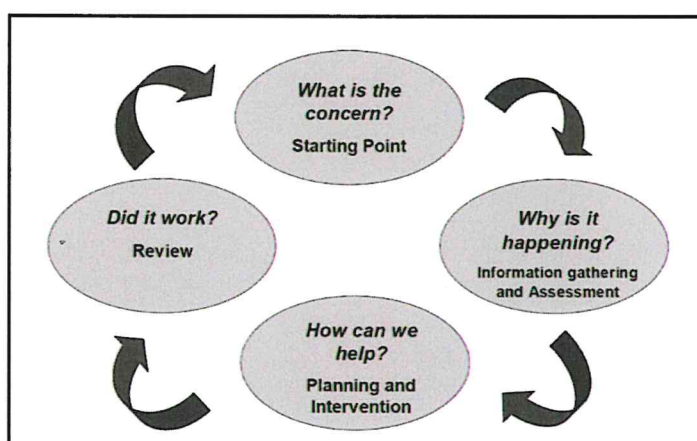 What is the
concern?
Starting Point
Why is it
happening?
Information gathering
and Assessment
How can we
help?
Planning and
Intervention
Did it work?
Review